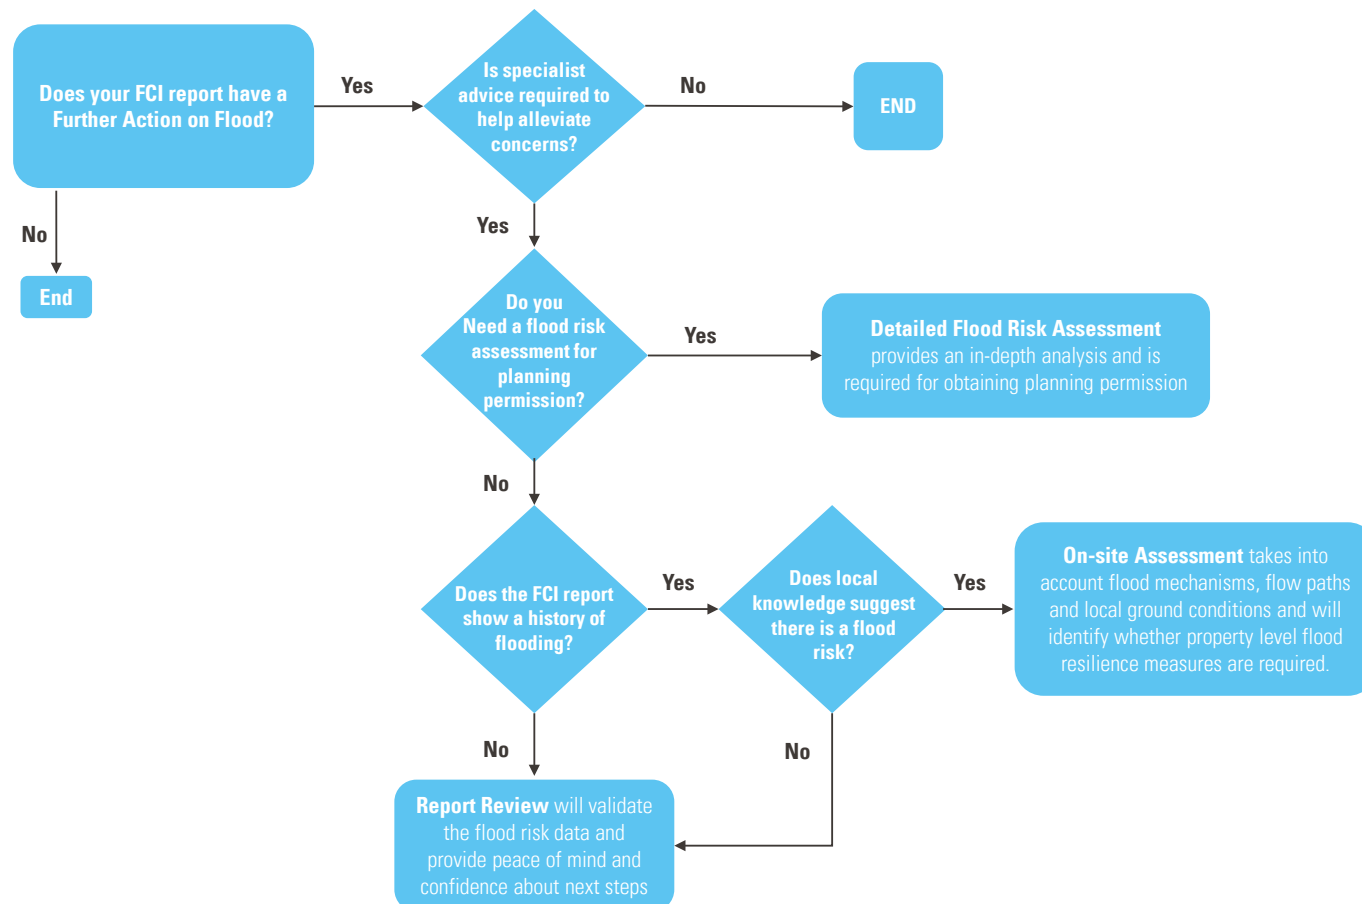 Does your FCI report have a
Further Action on Flood?
Yes
Is specialist
advice required to
help alleviate
concerns?
No
END
No
End
Yes
Do you
Need a flood risk
assessment for
planning
permission?
Yes
Detailed Flood Risk Assessment
provides an in-depth analysis and is
required for obtaining planning permission
No
Does the FCI report
show a history of
flooding?
Yes
Does local
knowledge suggest
there is a flood
risk?
Yes
On-site Assessment takes into
account flood mechanisms, flow paths
and local ground conditions and will
identify whether property level flood
resilience measures are required.
No
No
Report Review will validate
the flood risk data and
provide peace of mind and
confidence about next steps